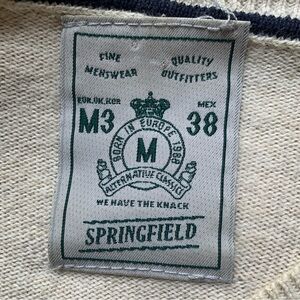 FINE MENSWEAR
QUALITY OUTFITTERS
EUR.UK.KOR
M3
MEX
38
BORN IN EUROPE 1988
M
ALTERNATIVE CLASSICS
WE HAVE THE KNACK
SPRINGFIELD